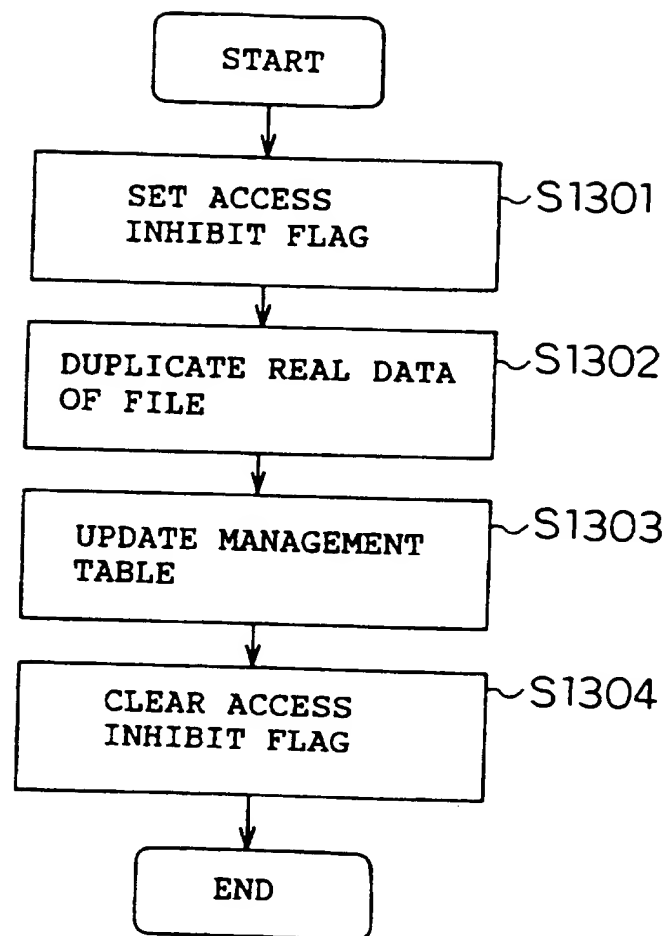 START
SET ACCESS
INHIBIT FLAG
S1301
DUPLICATE REAL DATA
OF FILE
S1302
UPDATE MANAGEMENT
TABLE
S1303
CLEAR ACCESS
INHIBIT FLAG
S1304
END